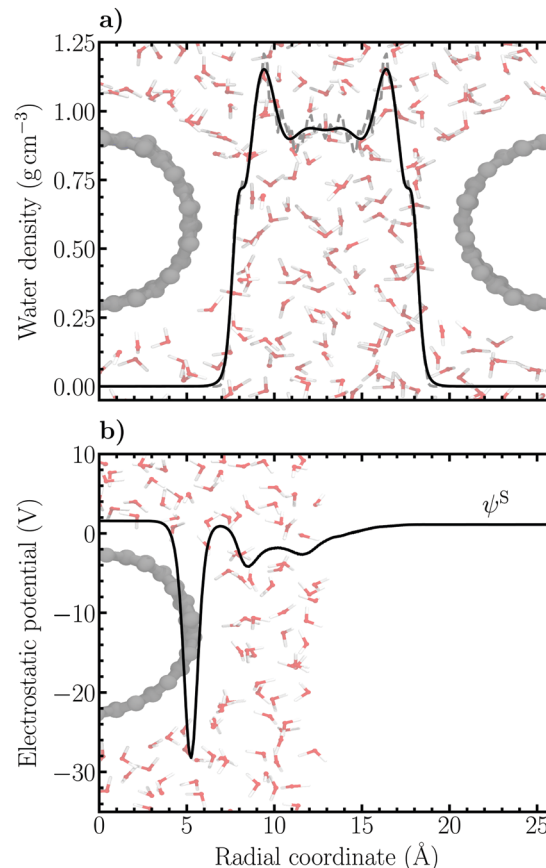 a)
1.25
1.00
0.75
0.50
0.25
0.00
Water density (g cm⁻³)
b)
10
0
−10
−20
−30
Electrostatic potential (V)
ψˢ
0 5 10 15 20 25
Radial coordinate (Å)